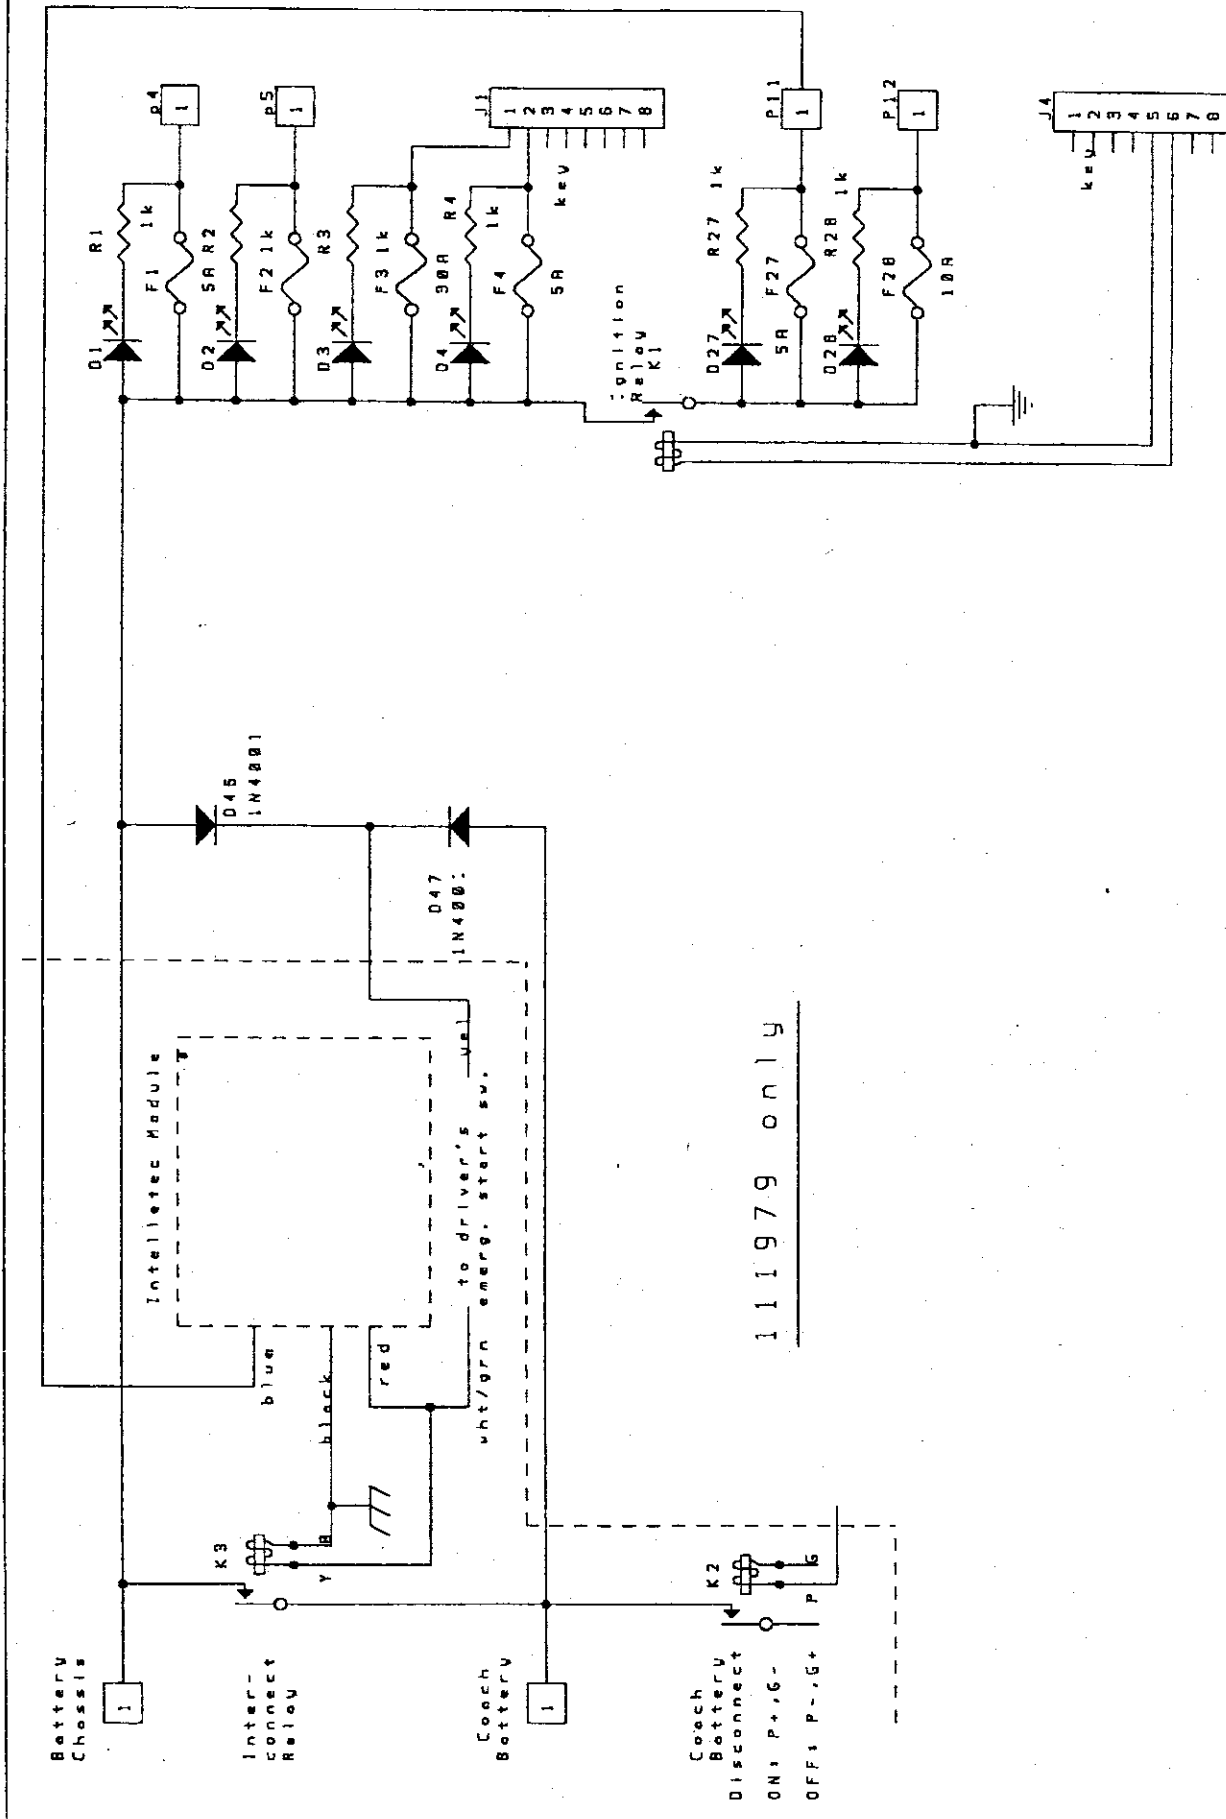 Battery
Chassis
1
Inter-
connect
Relay
Coach
Battery
1
Coach
Battery
Disconnect
ON: P+,G-
OFF: P-,G+
K3
Y
B
K2
P
G
Intelletec Module
blue
black
red
to driver's
wht/grn emerg. start sw.
yel
111979 only
D46
1N4001
D47
1N4001
D1
R1
1k
F1
5A
P4
1
D2
R2
1k
F2
P5
1
D3
R3
1k
F3
30A
D4
R4
1k
F4
5A
J1
1
2
3
4
5
6
7
8
key
Ignition
Relay
K1
D27
R27
1k
F27
5A
P11
1
D28
R28
1k
F28
10A
P12
1
J4
1
2
3
4
5
6
7
8
key